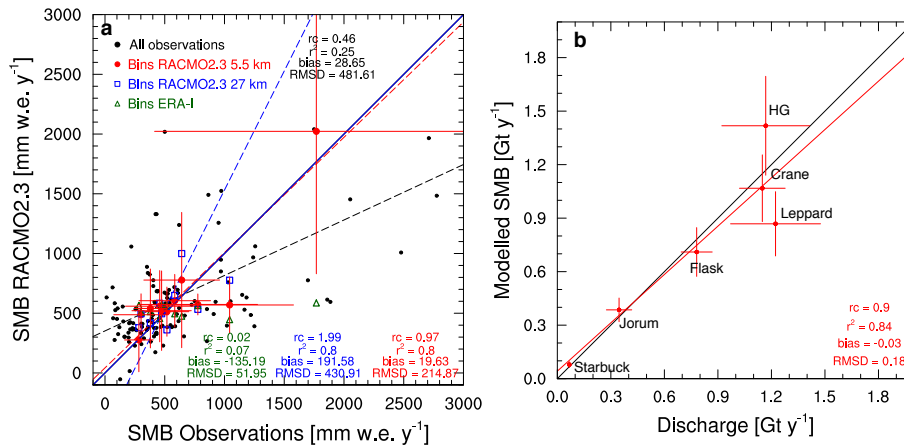 a
All observations
Bins RACMO2.3 5.5 km
Bins RACMO2.3 27 km
Bins ERA-I
rc = 0.46
r² = 0.25
bias = 28.65
RMSD = 481.61
rc = 0.02
r² = 0.07
bias = -135.19
RMSD = 51.95
rc = 1.99
r² = 0.8
bias = 191.58
RMSD = 430.91
rc = 0.97
r² = 0.8
bias = 19.63
RMSD = 214.87
3000
2500
2000
1500
1000
500
0
SMB RACMO2.3 [mm w.e. y⁻¹]
0 500 1000 1500 2000 2500 3000
SMB Observations [mm w.e. y⁻¹]
b
HG
Crane
Leppard
Flask
Jorum
Starbuck
rc = 0.9
r² = 0.84
bias = -0.03
RMSD = 0.18
1.8
1.5
1.2
0.9
0.6
0.3
0.0
Modelled SMB [Gt y⁻¹]
0.0 0.3 0.6 0.9 1.2 1.5 1.8
Discharge [Gt y⁻¹]